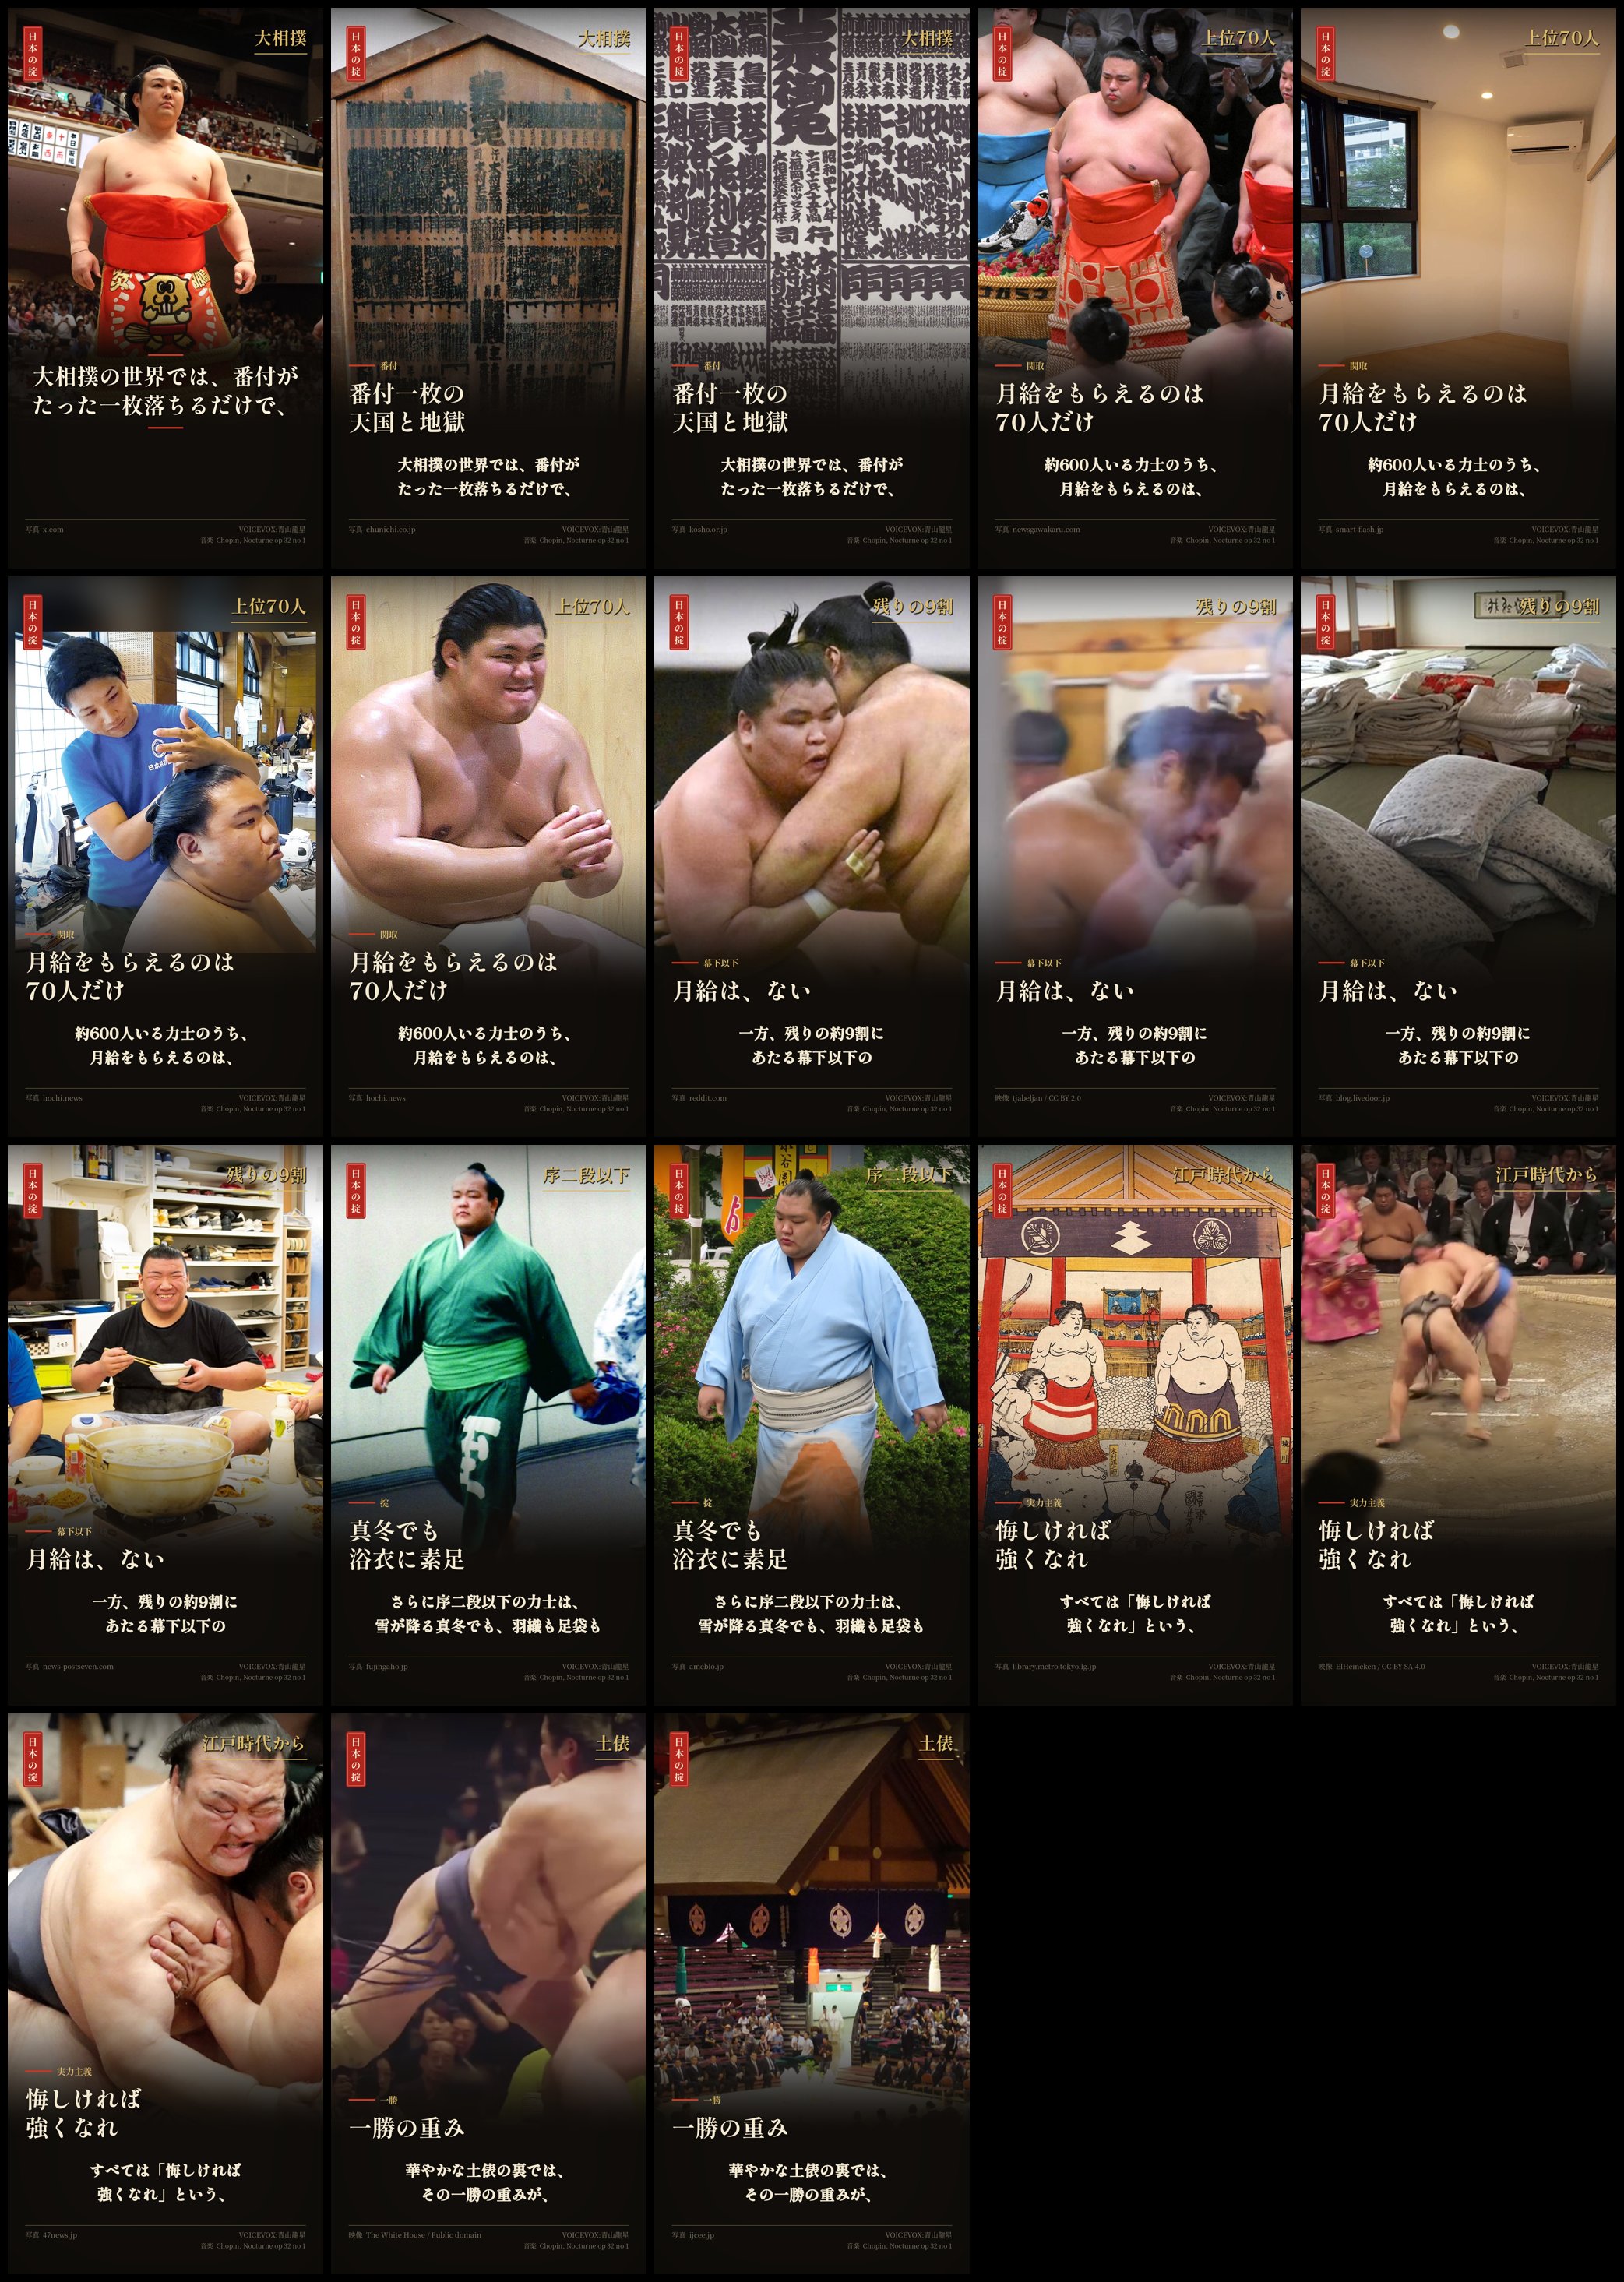 日本の掟
大相撲
大相撲の世界では、番付が
たった一枚落ちるだけで、
写真 x.com
VOICEVOX:青山龍星
音楽 Chopin, Nocturne op 32 no 1
日本の掟
大相撲
番付
番付一枚の
天国と地獄
大相撲の世界では、番付が
たった一枚落ちるだけで、
写真 chunichi.co.jp
VOICEVOX:青山龍星
音楽 Chopin, Nocturne op 32 no 1
日本の掟
大相撲
番付
番付一枚の
天国と地獄
大相撲の世界では、番付が
たった一枚落ちるだけで、
写真 kosho.or.jp
VOICEVOX:青山龍星
音楽 Chopin, Nocturne op 32 no 1
日本の掟
上位70人
関取
月給をもらえるのは
70人だけ
約600人いる力士のうち、
月給をもらえるのは、
写真 newsgawakaru.com
VOICEVOX:青山龍星
音楽 Chopin, Nocturne op 32 no 1
日本の掟
上位70人
関取
月給をもらえるのは
70人だけ
約600人いる力士のうち、
月給をもらえるのは、
写真 smart-flash.jp
VOICEVOX:青山龍星
音楽 Chopin, Nocturne op 32 no 1
日本の掟
上位70人
関取
月給をもらえるのは
70人だけ
約600人いる力士のうち、
月給をもらえるのは、
写真 hochi.news
VOICEVOX:青山龍星
音楽 Chopin, Nocturne op 32 no 1
日本の掟
上位70人
関取
月給をもらえるのは
70人だけ
約600人いる力士のうち、
月給をもらえるのは、
写真 hochi.news
VOICEVOX:青山龍星
音楽 Chopin, Nocturne op 32 no 1
日本の掟
残りの9割
幕下以下
月給は、ない
一方、残りの約9割に
あたる幕下以下の
写真 reddit.com
VOICEVOX:青山龍星
音楽 Chopin, Nocturne op 32 no 1
日本の掟
残りの9割
幕下以下
月給は、ない
一方、残りの約9割に
あたる幕下以下の
映像 tjabeljan / CC BY 2.0
VOICEVOX:青山龍星
音楽 Chopin, Nocturne op 32 no 1
日本の掟
残りの9割
幕下以下
月給は、ない
一方、残りの約9割に
あたる幕下以下の
写真 blog.livedoor.jp
VOICEVOX:青山龍星
音楽 Chopin, Nocturne op 32 no 1
日本の掟
残りの9割
幕下以下
月給は、ない
一方、残りの約9割に
あたる幕下以下の
写真 news-postseven.com
VOICEVOX:青山龍星
音楽 Chopin, Nocturne op 32 no 1
日本の掟
序二段以下
掟
真冬でも
浴衣に素足
さらに序二段以下の力士は、
雪が降る真冬でも、羽織も足袋も
写真 fujingaho.jp
VOICEVOX:青山龍星
音楽 Chopin, Nocturne op 32 no 1
日本の掟
序二段以下
掟
真冬でも
浴衣に素足
さらに序二段以下の力士は、
雪が降る真冬でも、羽織も足袋も
写真 ameblo.jp
VOICEVOX:青山龍星
音楽 Chopin, Nocturne op 32 no 1
日本の掟
江戸時代から
実力主義
悔しければ
強くなれ
すべては「悔しければ
強くなれ」という、
写真 library.metro.tokyo.lg.jp
VOICEVOX:青山龍星
音楽 Chopin, Nocturne op 32 no 1
日本の掟
江戸時代から
実力主義
悔しければ
強くなれ
すべては「悔しければ
強くなれ」という、
映像 ElHeineken / CC BY-SA 4.0
VOICEVOX:青山龍星
音楽 Chopin, Nocturne op 32 no 1
日本の掟
江戸時代から
実力主義
悔しければ
強くなれ
すべては「悔しければ
強くなれ」という、
写真 47news.jp
VOICEVOX:青山龍星
音楽 Chopin, Nocturne op 32 no 1
日本の掟
土俵
一勝
一勝の重み
華やかな土俵の裏では、
その一勝の重みが、
映像 The White House / Public domain
VOICEVOX:青山龍星
音楽 Chopin, Nocturne op 32 no 1
日本の掟
土俵
一勝
一勝の重み
華やかな土俵の裏では、
その一勝の重みが、
写真 ijcee.jp
VOICEVOX:青山龍星
音楽 Chopin, Nocturne op 32 no 1